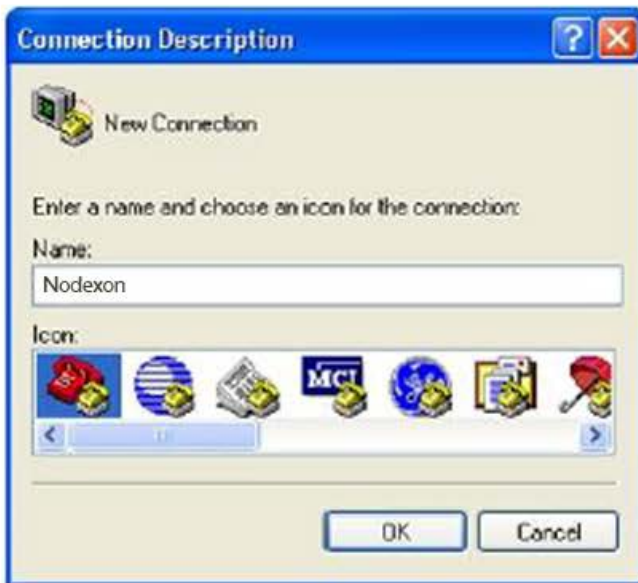 Connection Description
New Connection
Enter a name and choose an icon for the connection:
Name:
Nodexon
Icon:
MCI
OK
Cancel